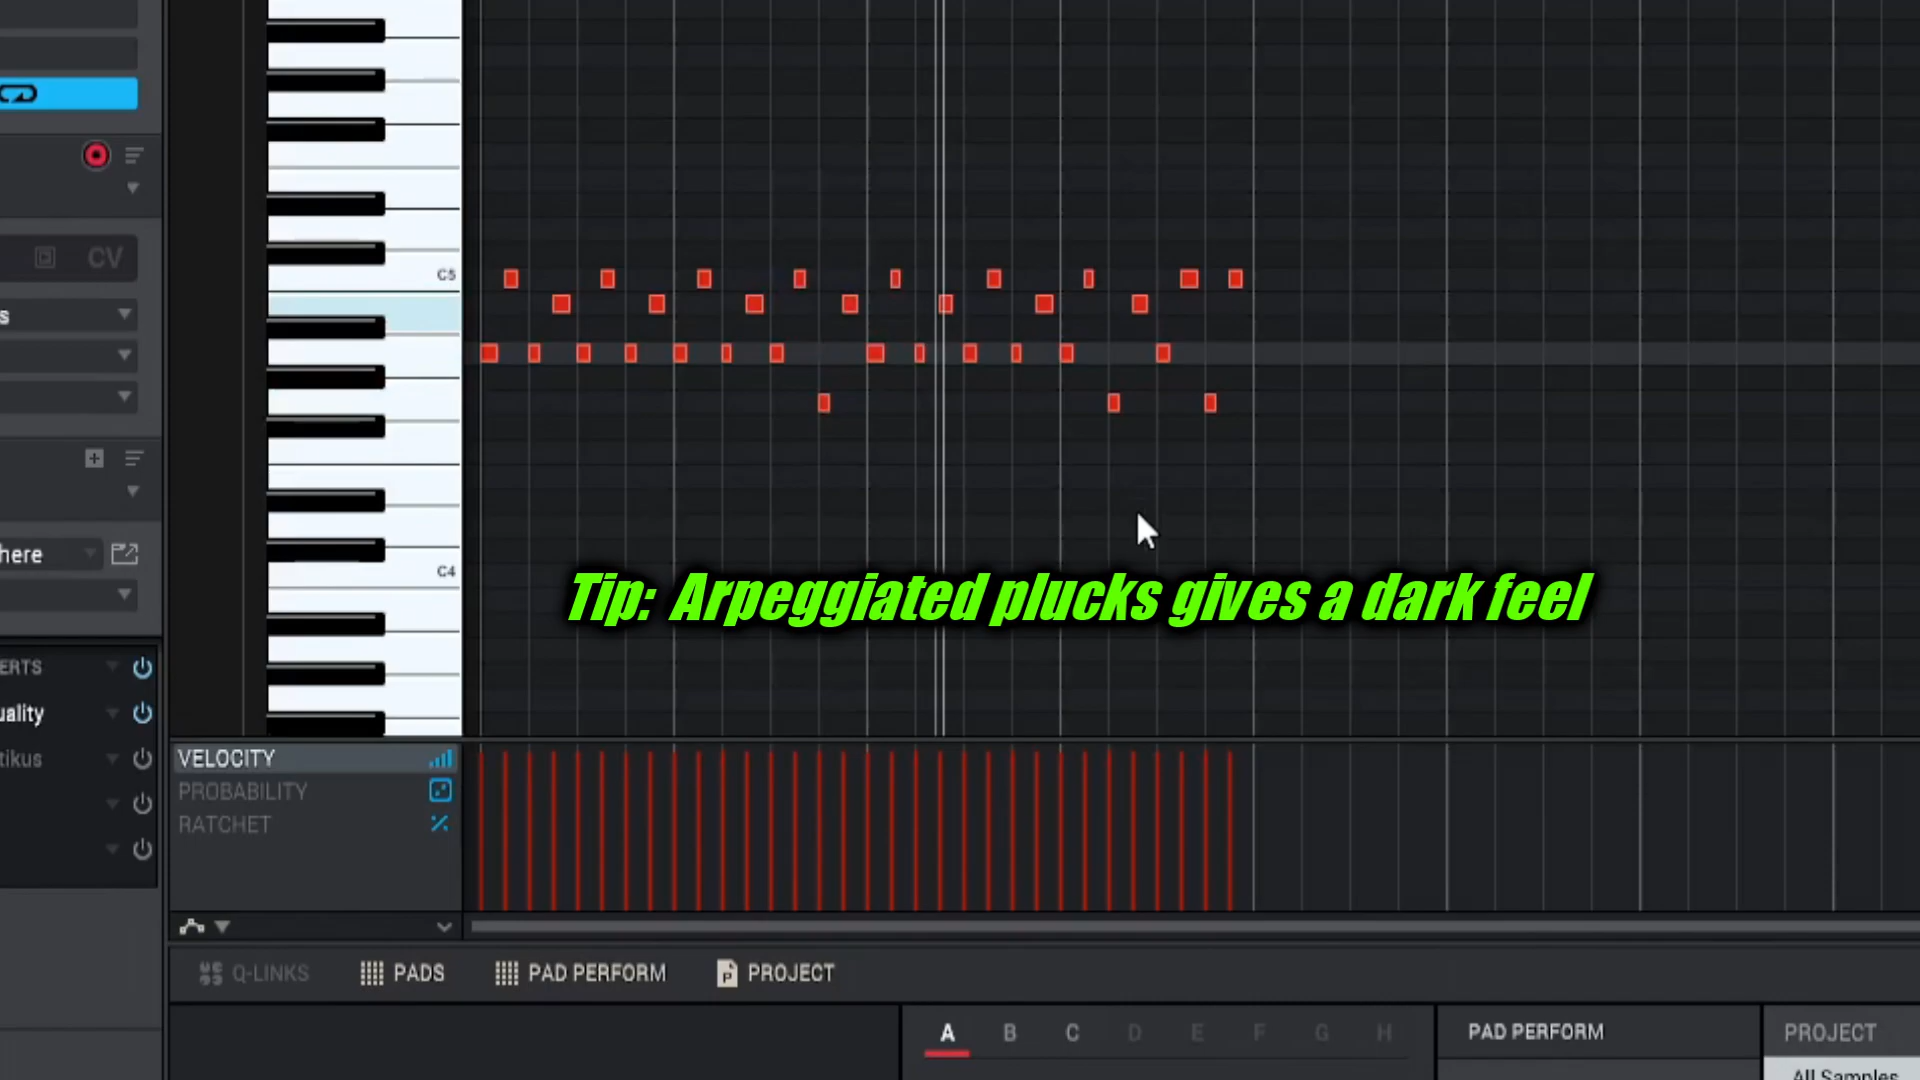 CV
C5
s
here
C4
Tip: Arpeggiated plucks gives a dark feel
ERTS
uality
tikus
VELOCITY
PROBABILITY
RATCHET
Q-LINKS
PADS
PAD PERFORM
PROJECT
A B C D E F G H
PAD PERFORM
PROJECT
All Samples